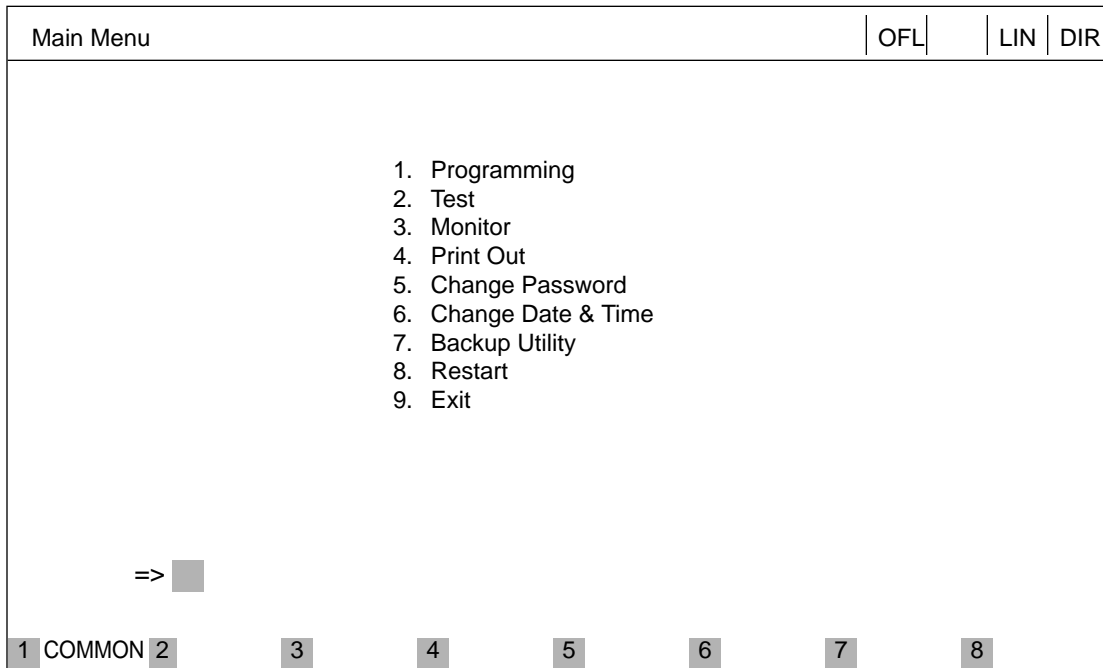 Main Menu OFL LIN DIR
1. Programming
2. Test
3. Monitor
4. Print Out
5. Change Password
6. Change Date & Time
7. Backup Utility
8. Restart
9. Exit
=>
1 COMMON 2 3 4 5 6 7 8